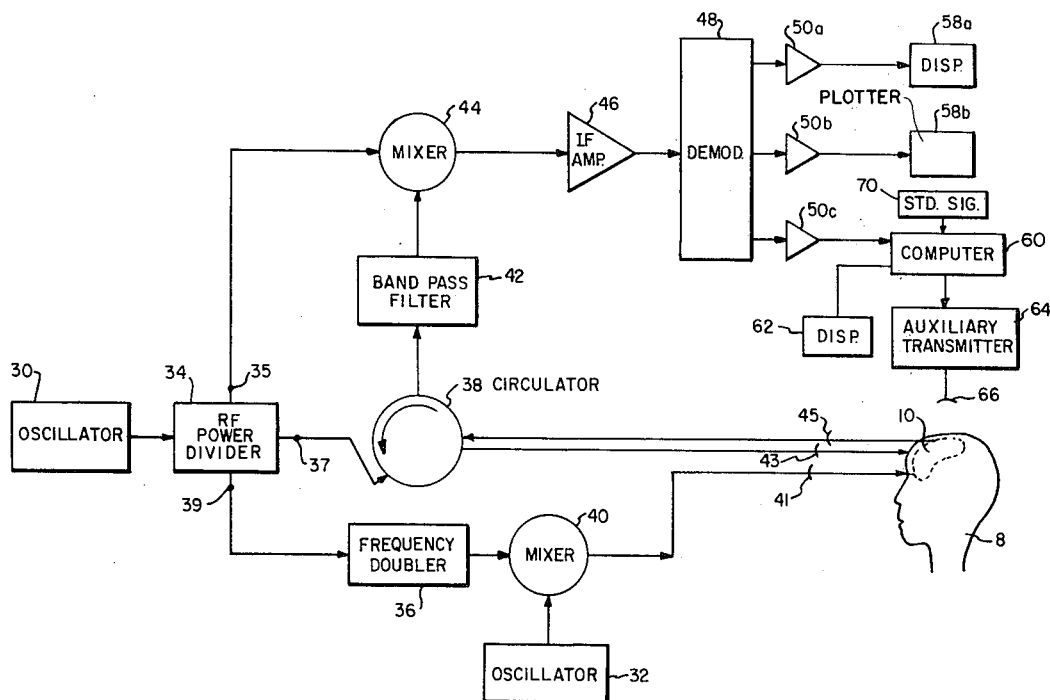 48
50a
58a
DISP.
44
46
PLOTTER
58b
MIXER
I.F
AMP.
DEMOD.
50b
70
STD. SIG.
50c
COMPUTER
60
BAND PASS
FILTER
42
62
DISP.
64
AUXILIARY
TRANSMITTER
30
34
35
38 CIRCULATOR
66
OSCILLATOR
RF
POWER
DIVIDER
37
45
10
43
39
41
40
FREQUENCY
DOUBLER
MIXER
8
36
OSCILLATOR
32